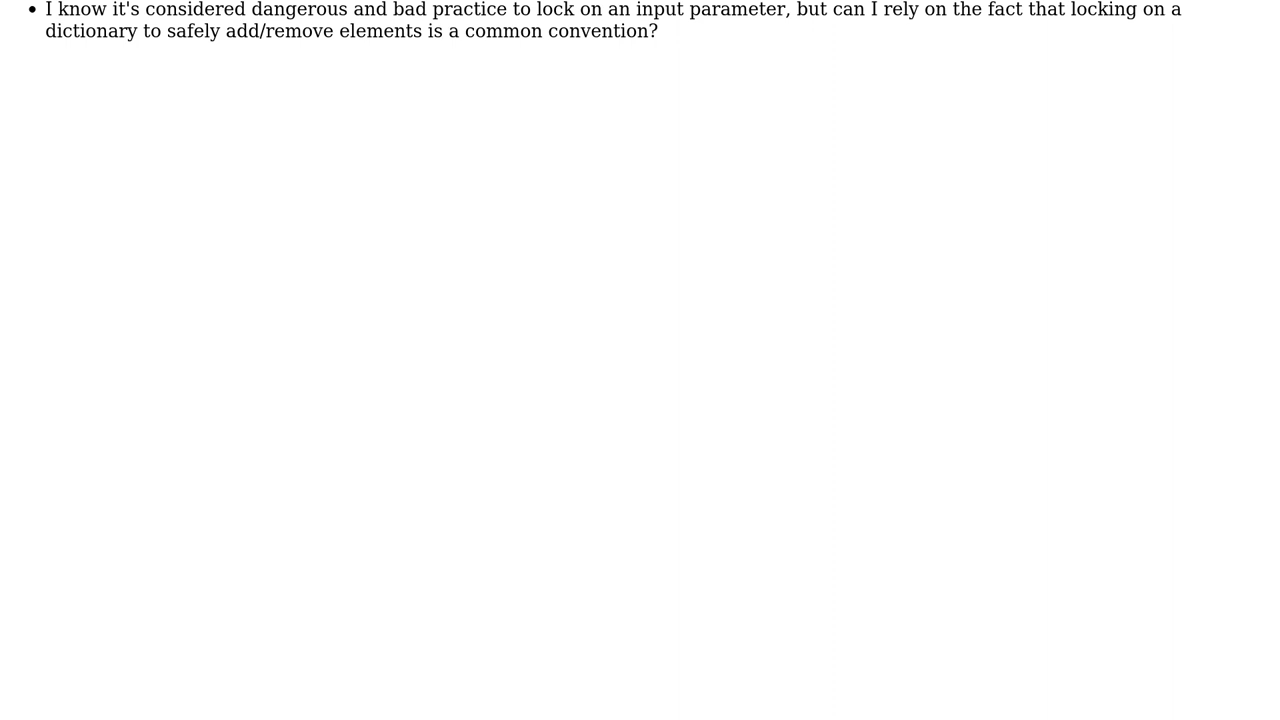 • I know it's considered dangerous and bad practice to lock on an input parameter, but can I rely on the fact that locking on a
dictionary to safely add/remove elements is a common convention?